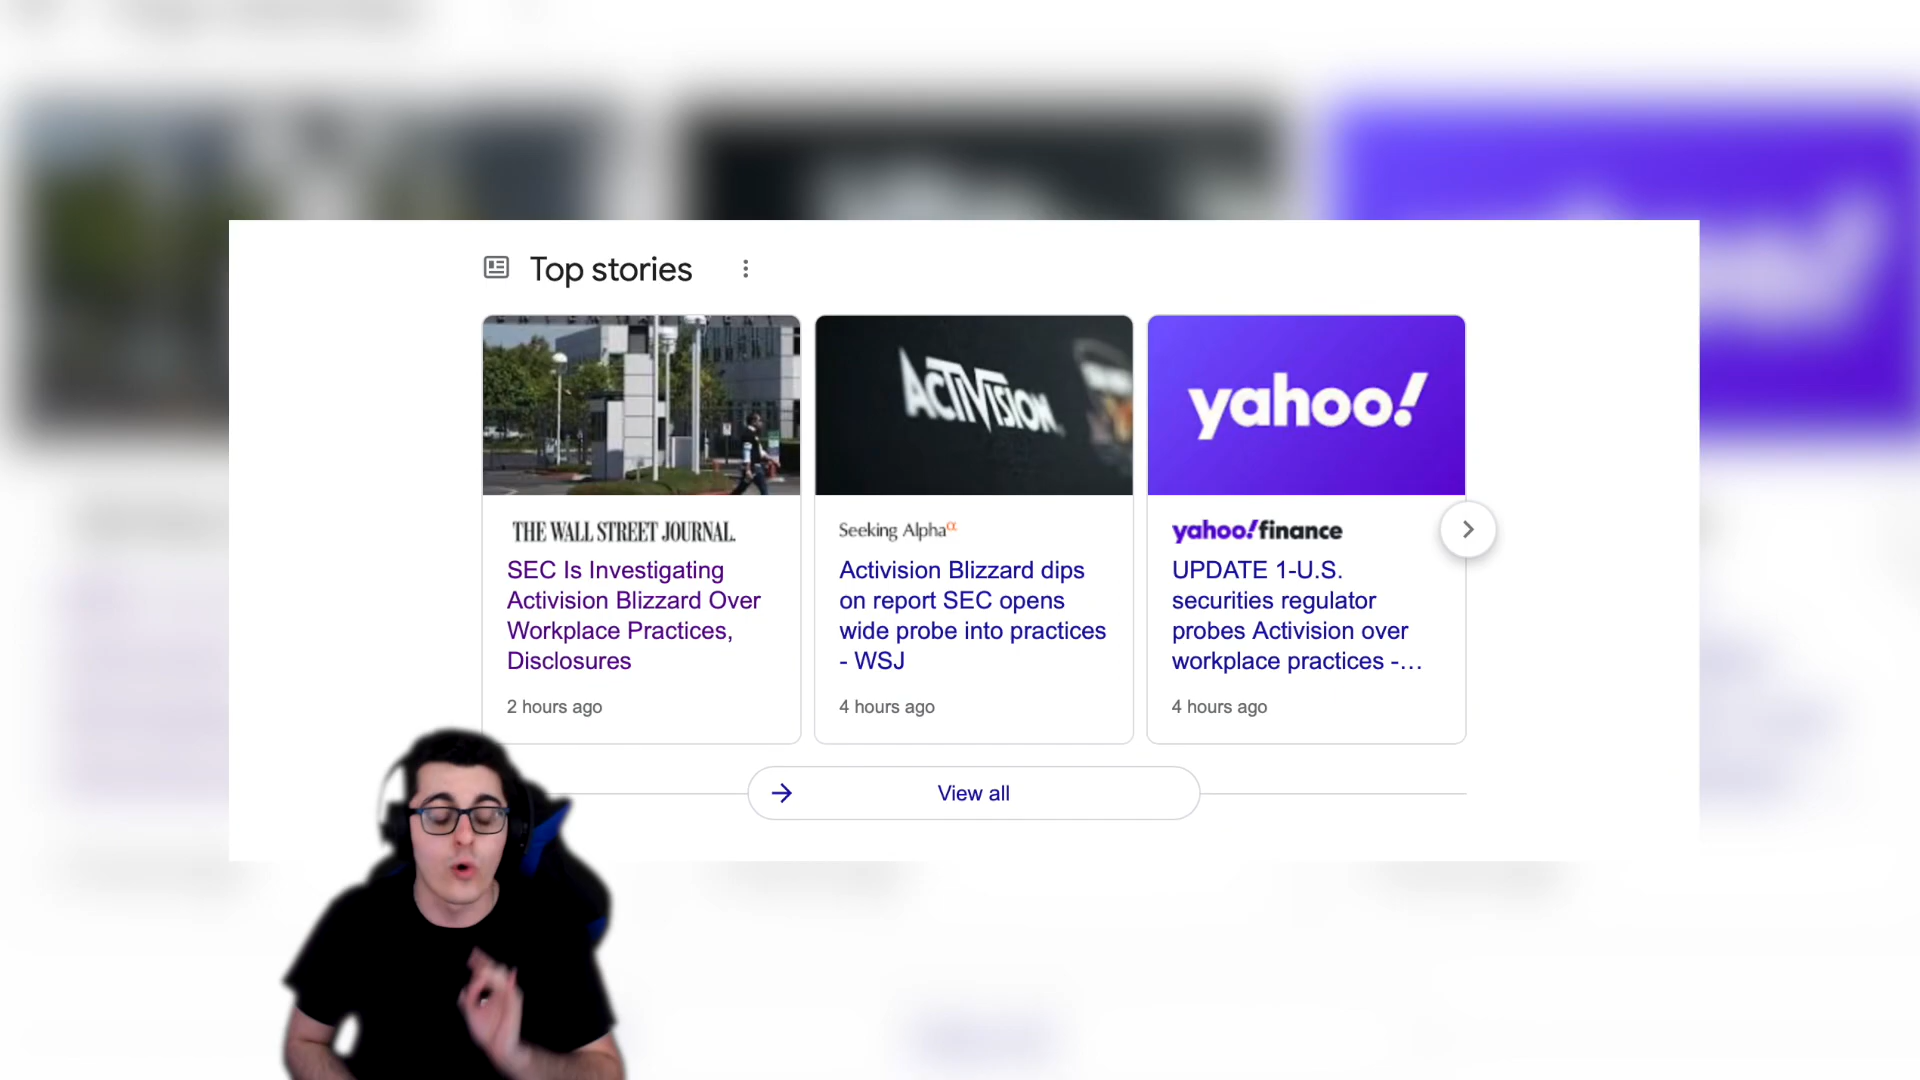 Top stories
ACTIVISION
yahoo!
THE WALL STREET JOURNAL.
SEC Is Investigating
Activision Blizzard Over
Workplace Practices,
Disclosures
2 hours ago
Seeking Alphaα
Activision Blizzard dips
on report SEC opens
wide probe into practices
- WSJ
4 hours ago
yahoo!finance
UPDATE 1-U.S.
securities regulator
probes Activision over
workplace practices -...
4 hours ago
View all